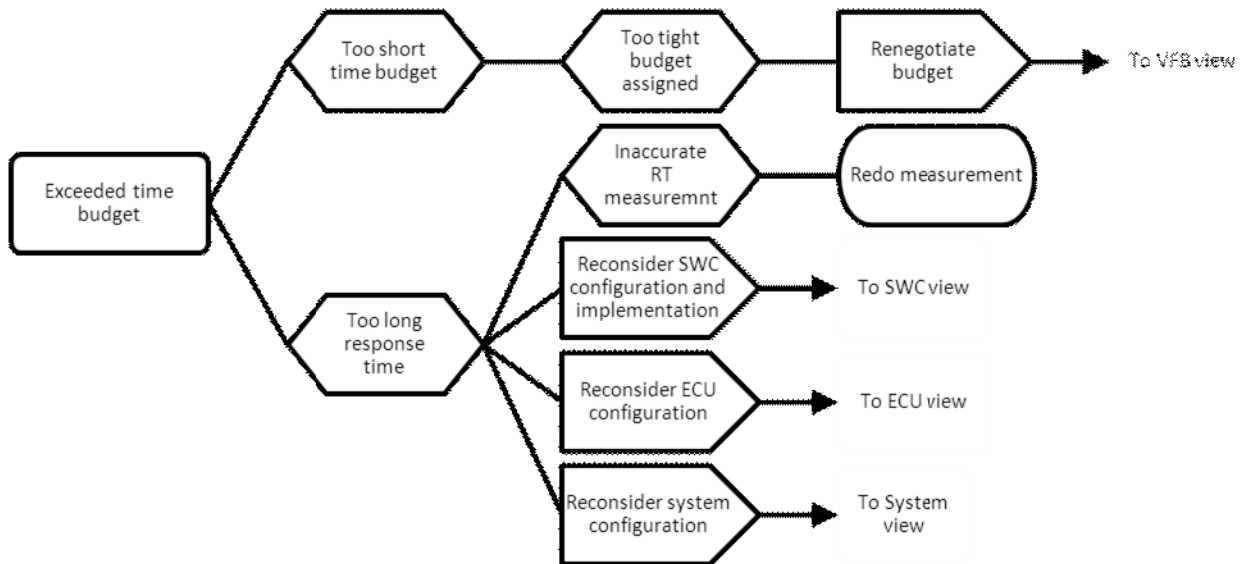 Too short
time budget
Too tight
budget
assigned
Renegotiate
budget
To VFB view
Exceeded time
budget
Inaccurate
RT
measuremnt
Redo measurement
Too long
response
time
Reconsider SWC
configuration and
implementation
To SWC view
Reconsider ECU
configuration
To ECU view
Reconsider system
configuration
To System
view